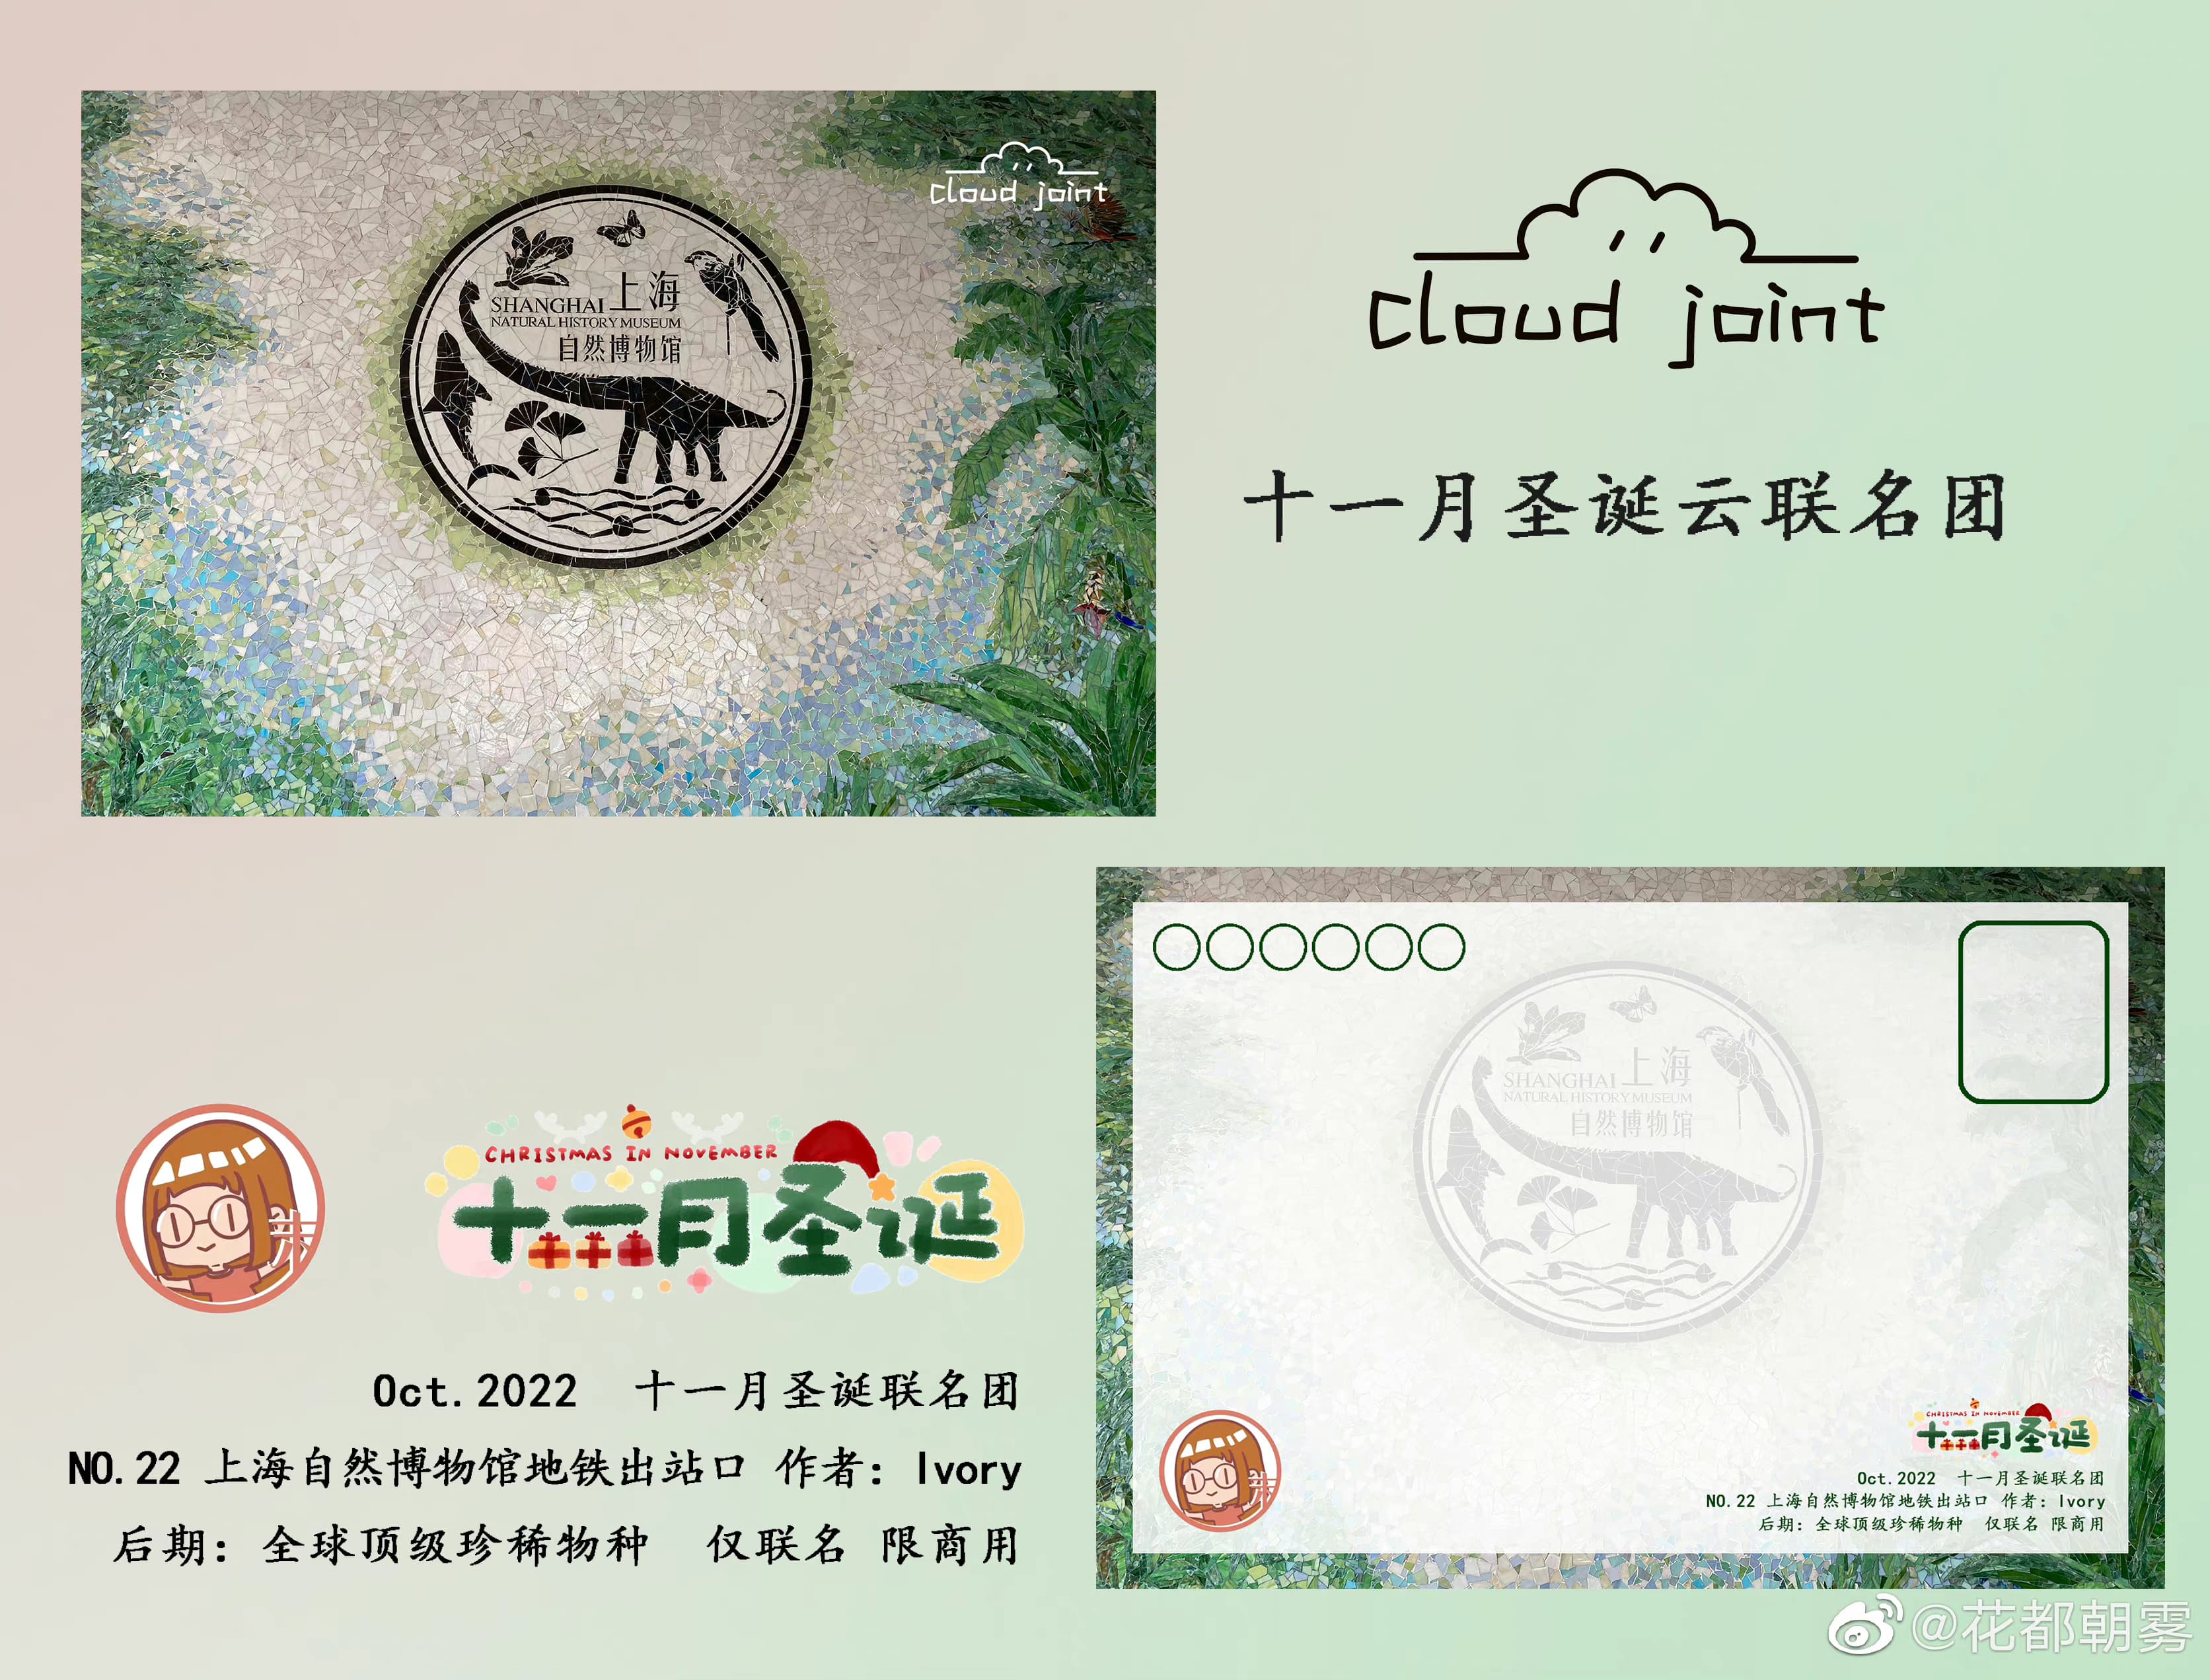 cloud joint
SHANGHAI 上海
NATURAL HISTORY MUSEUM
自然博物馆
cloud joint
十一月圣诞云联名团
CHRISTMAS IN NOVEMBER
十一月圣诞
Oct.2022 十一月圣诞联名团
NO.22 上海自然博物馆地铁出站口 作者：Ivory
后期：全球顶级珍稀物种 仅联名 限商用
SHANGHAI 上海
NATURAL HISTORY MUSEUM
自然博物馆
CHRISTMAS IN NOVEMBER
十一月圣诞
Oct.2022 十一月圣诞联名团
NO.22 上海自然博物馆地铁出站口 作者：Ivory
后期：全球顶级珍稀物种 仅联名 限商用
@花都朝雾